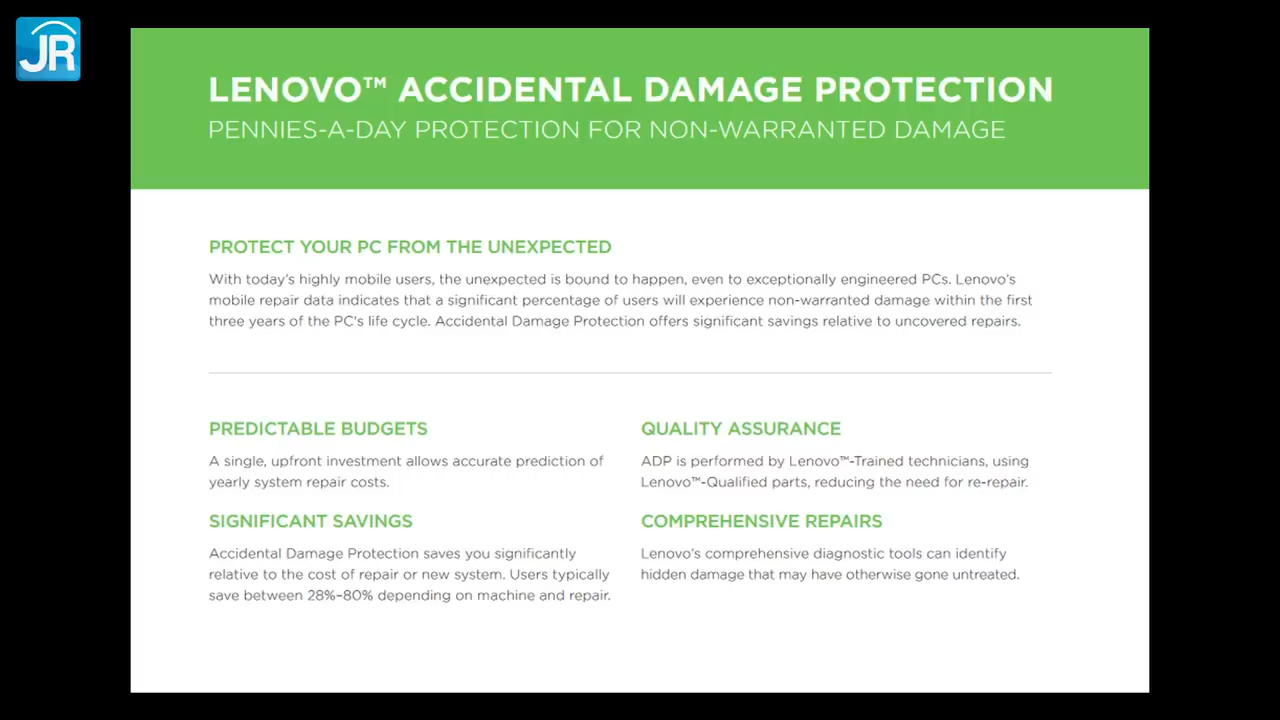 JR
LENOVO™ ACCIDENTAL DAMAGE PROTECTION
PENNIES-A-DAY PROTECTION FOR NON-WARRANTED DAMAGE
PROTECT YOUR PC FROM THE UNEXPECTED
With today's highly mobile users, the unexpected is bound to happen, even to exceptionally engineered PCs. Lenovo's
mobile repair data indicates that a significant percentage of users will experience non-warranted damage within the first
three years of the PC's life cycle. Accidental Damage Protection offers significant savings relative to uncovered repairs.
PREDICTABLE BUDGETS
A single, upfront investment allows accurate prediction of
yearly system repair costs.
SIGNIFICANT SAVINGS
Accidental Damage Protection saves you significantly
relative to the cost of repair or new system. Users typically
save between 28%–80% depending on machine and repair.
QUALITY ASSURANCE
ADP is performed by Lenovo™-Trained technicians, using
Lenovo™-Qualified parts, reducing the need for re-repair.
COMPREHENSIVE REPAIRS
Lenovo's comprehensive diagnostic tools can identify
hidden damage that may have otherwise gone untreated.